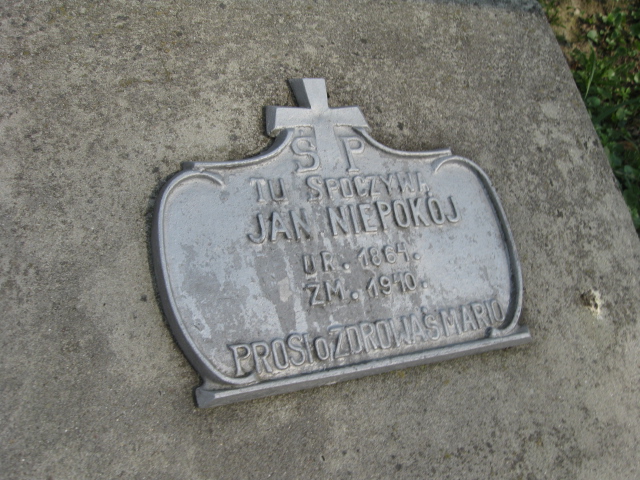 Ś P
TU SPOCZYWA
JAN NIEPOKÓJ
UR. 1864.
ZM. 1940.
PROSI O ZDROWAŚ MARIO